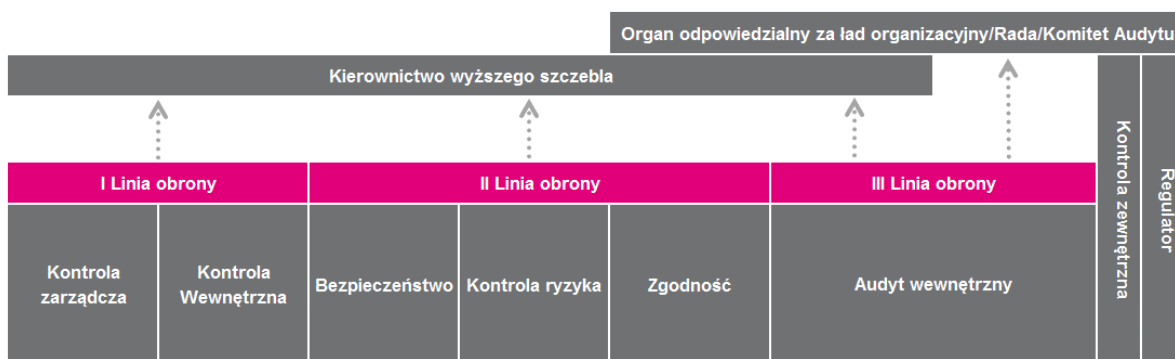 Organ odpowiedzialny za ład organizacyjny/Rada/Komitet Audytu
Kierownictwo wyższego szczebla
I Linia obrony
II Linia obrony
III Linia obrony
Kontrola
zarządcza
Kontrola
Wewnętrzna
Bezpieczeństwo
Kontrola ryzyka
Zgodność
Audyt wewnętrzny
Kontrola zewnętrzna
Regulator